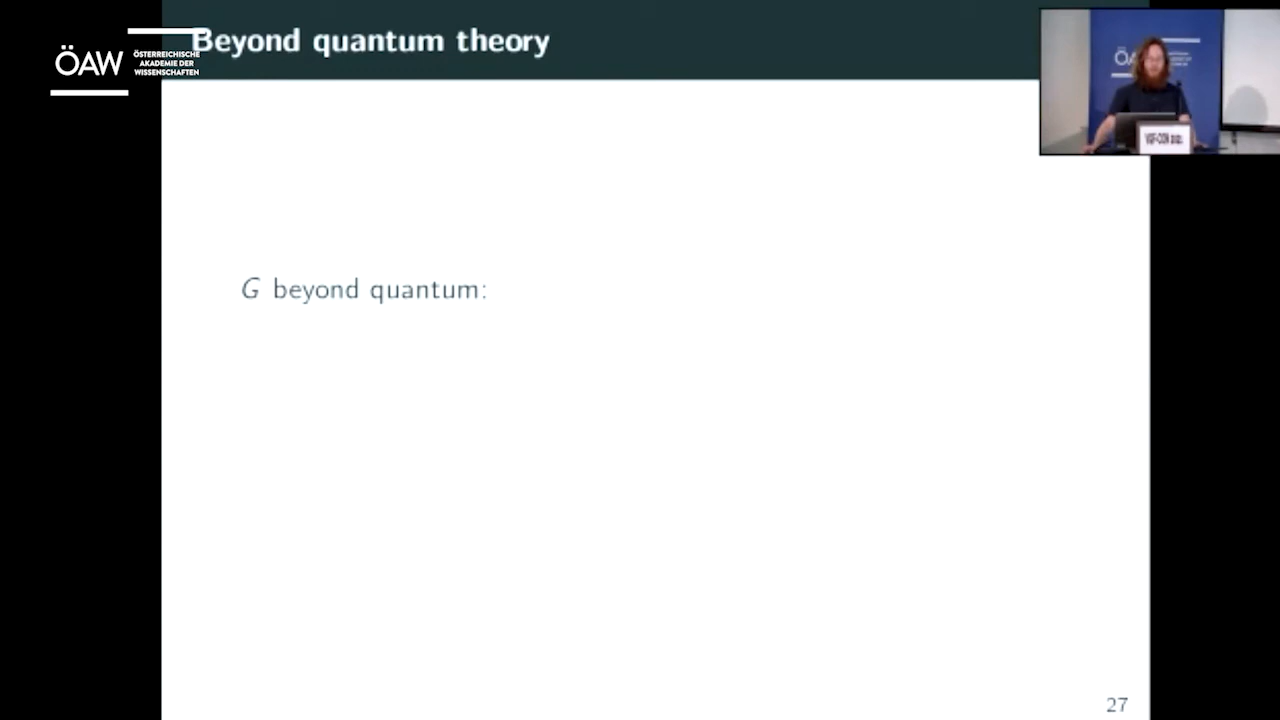 Beyond quantum theory
ÖAW
ÖSTERREICHISCHE
AKADEMIE DER
WISSENSCHAFTEN
G beyond quantum:
27